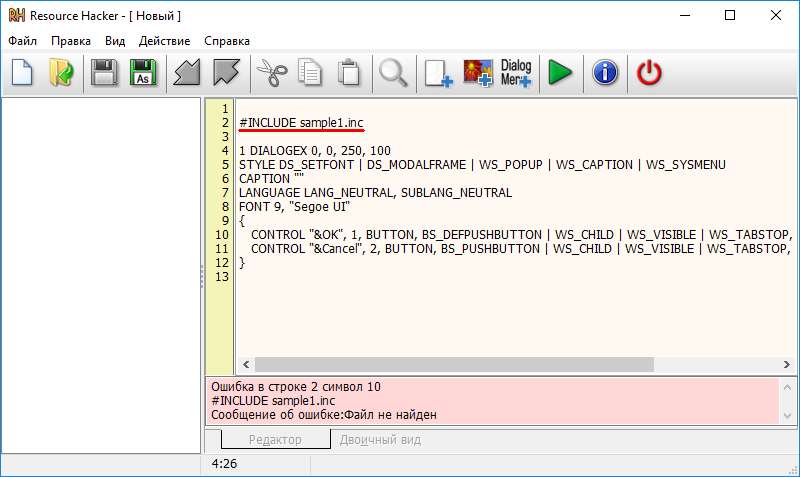 Resource Hacker - [ Новый ]
Файл Правка Вид Действие Справка
As Dialog Menu
1
2 #INCLUDE sample1.inc
3
4 1 DIALOGEX 0, 0, 250, 100
5 STYLE DS_SETFONT | DS_MODALFRAME | WS_POPUP | WS_CAPTION | WS_SYSMENU
6 CAPTION ""
7 LANGUAGE LANG_NEUTRAL, SUBLANG_NEUTRAL
8 FONT 9, "Segoe UI"
9 {
10 CONTROL "&OK", 1, BUTTON, BS_DEFPUSHBUTTON | WS_CHILD | WS_VISIBLE | WS_TABSTOP,
11 CONTROL "&Cancel", 2, BUTTON, BS_PUSHBUTTON | WS_CHILD | WS_VISIBLE | WS_TABSTOP,
12 }
13
Ошибка в строке 2 символ 10
#INCLUDE sample1.inc
Сообщение об ошибке:Файл не найден
Редактор Двоичный вид
4:26